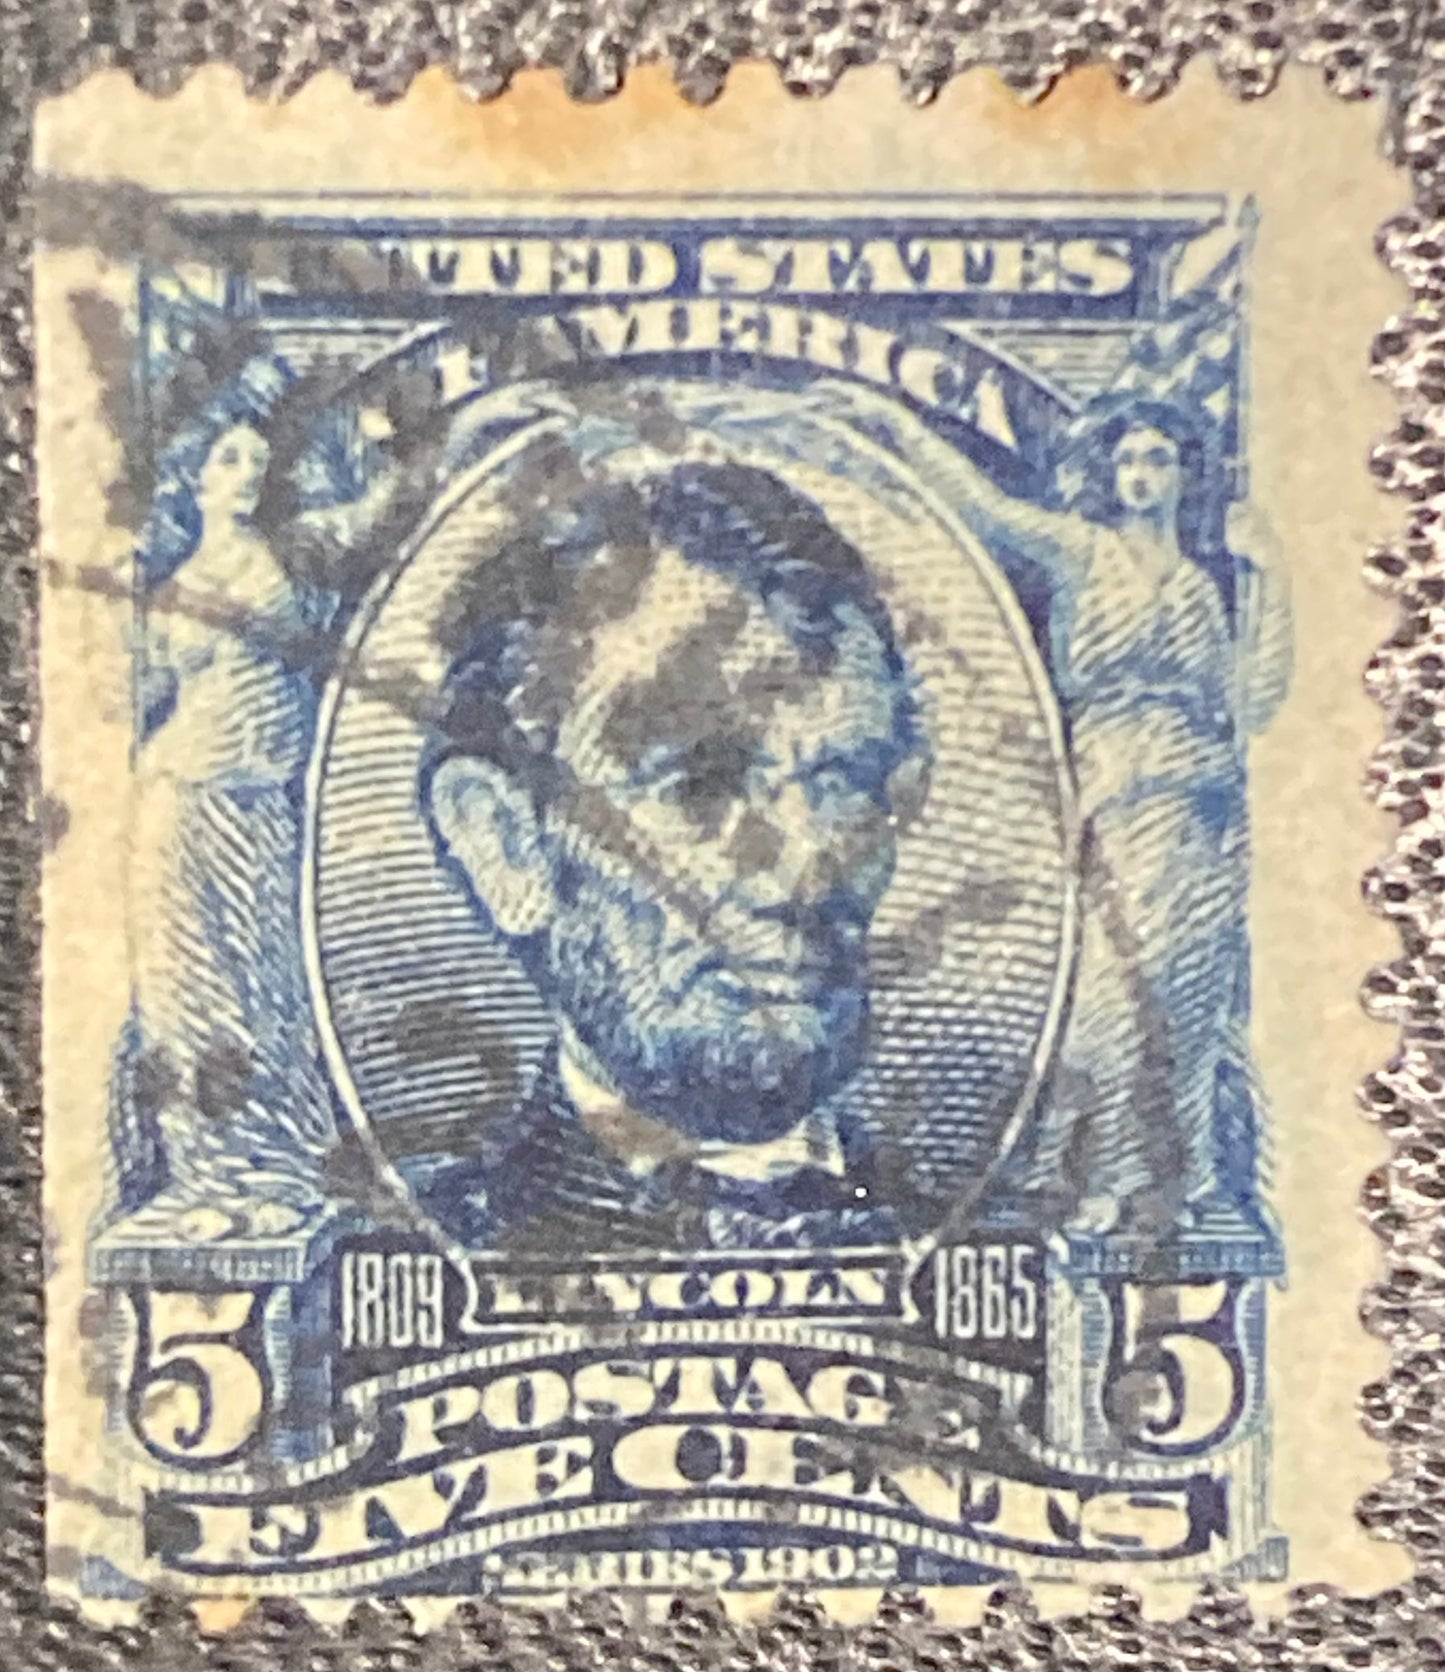 UNITED STATES
OF AMERICA
1809 LINCOLN 1865
5 POSTAGE 5
FIVE CENTS
SERIES 1902